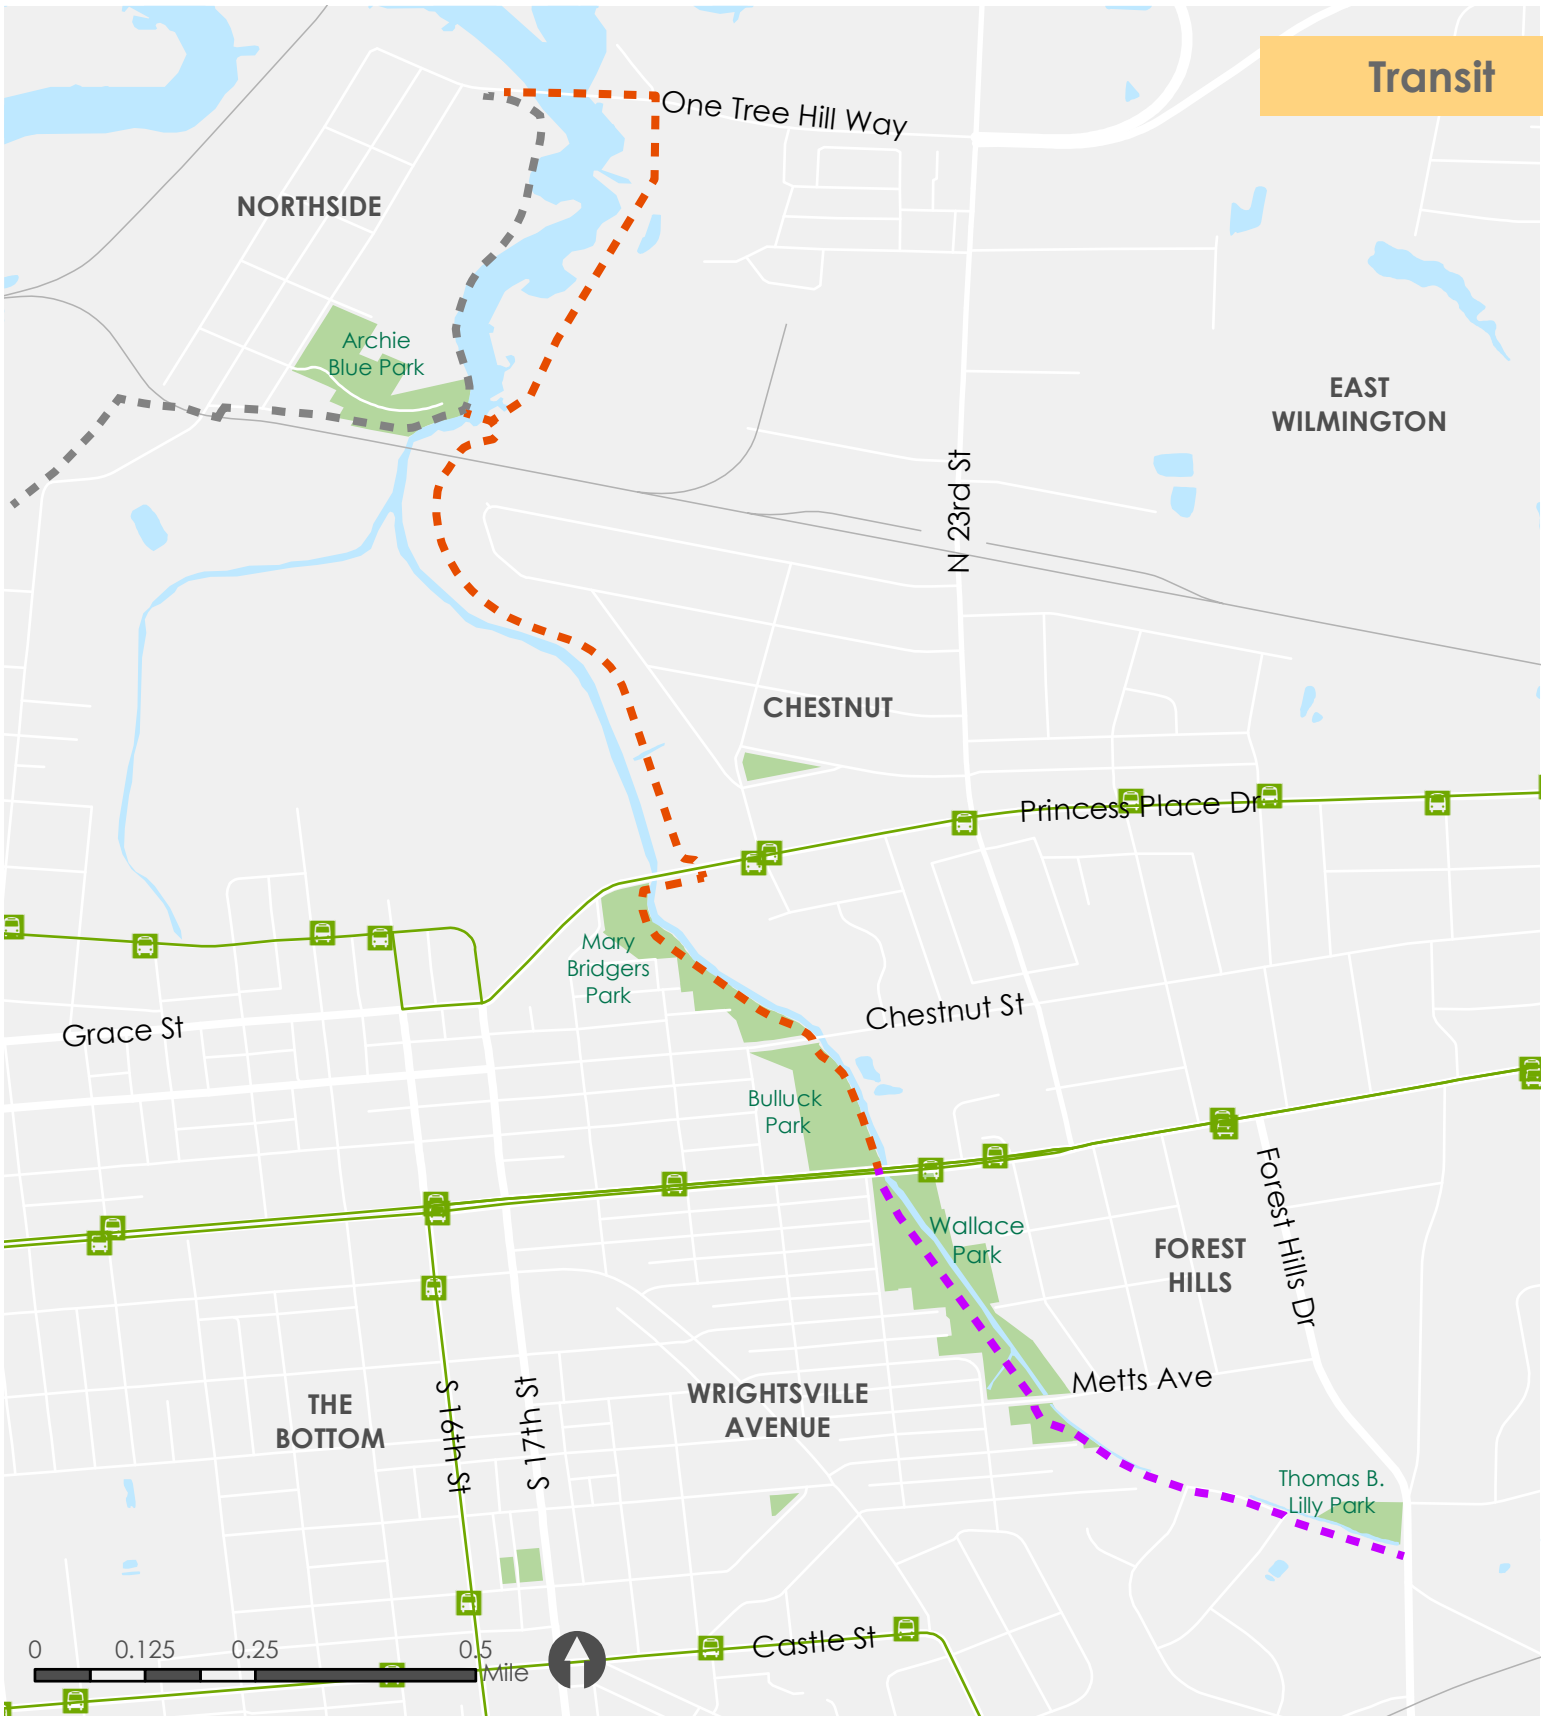 Transit
One Tree Hill Way
NORTHSIDE
Archie
Blue Park
EAST
WILMINGTON
N 23rd St
CHESTNUT
Princess Place Dr
Mary
Bridgers
Park
Grace St
Chestnut St
Bulluck
Park
Wallace
Park
Forest Hills Dr
FOREST
HILLS
THE
BOTTOM
S 16th St
S 17th St
WRIGHTSVILLE
AVENUE
Metts Ave
Thomas B.
Lilly Park
Castle St
0 0.125 0.25 0.5
Mile